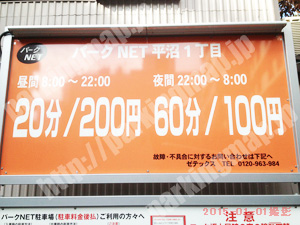 パーク
NET
パークNET 平沼1丁目
昼間 8:00～22:00
夜間 22:00～8:00
20分/200円
60分/100円
故障・不具合に対するお問い合わせは下記へ
ゼテックス TEL 0120-963-984
パークNET駐車場(駐車料金後払)ご利用の方々へ
注意